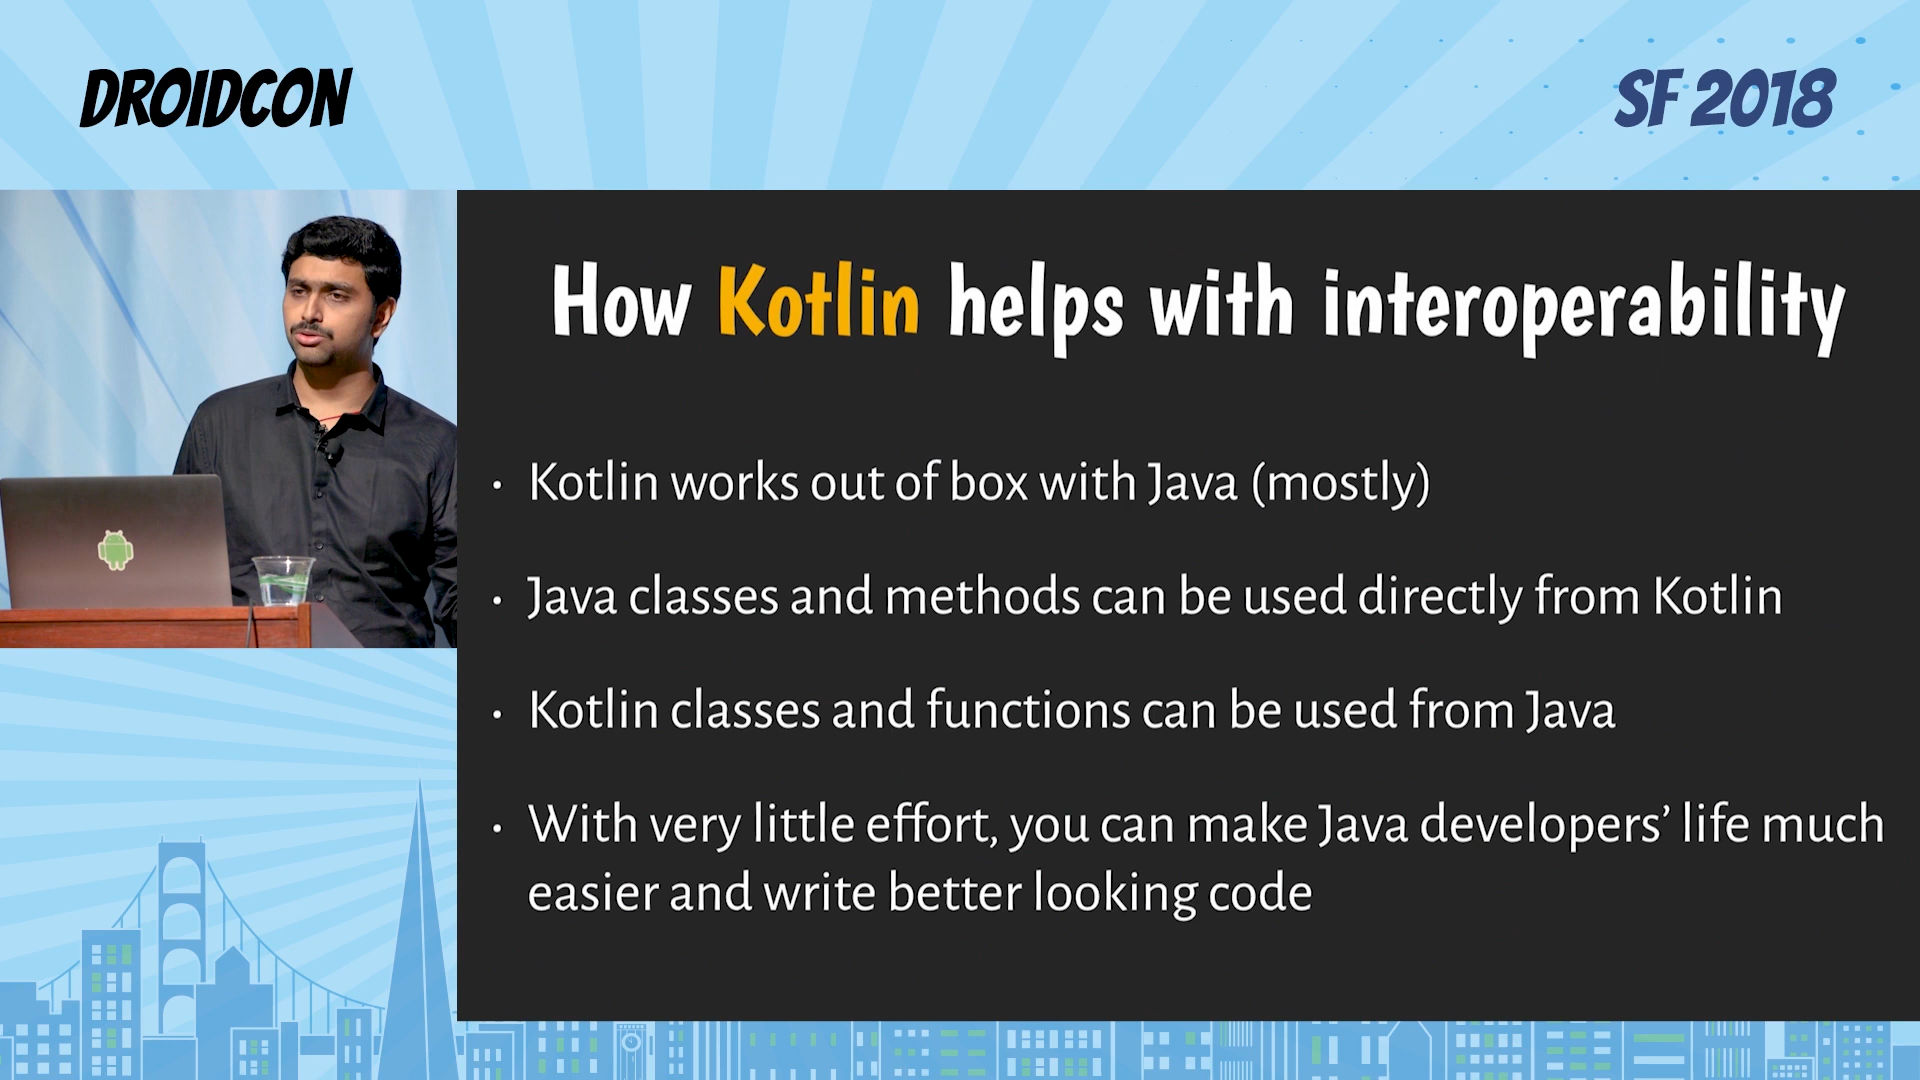 DROIDCON
SF 2018
How Kotlin helps with interoperability
• Kotlin works out of box with Java (mostly)
• Java classes and methods can be used directly from Kotlin
• Kotlin classes and functions can be used from Java
• With very little effort, you can make Java developers’ life much
easier and write better looking code